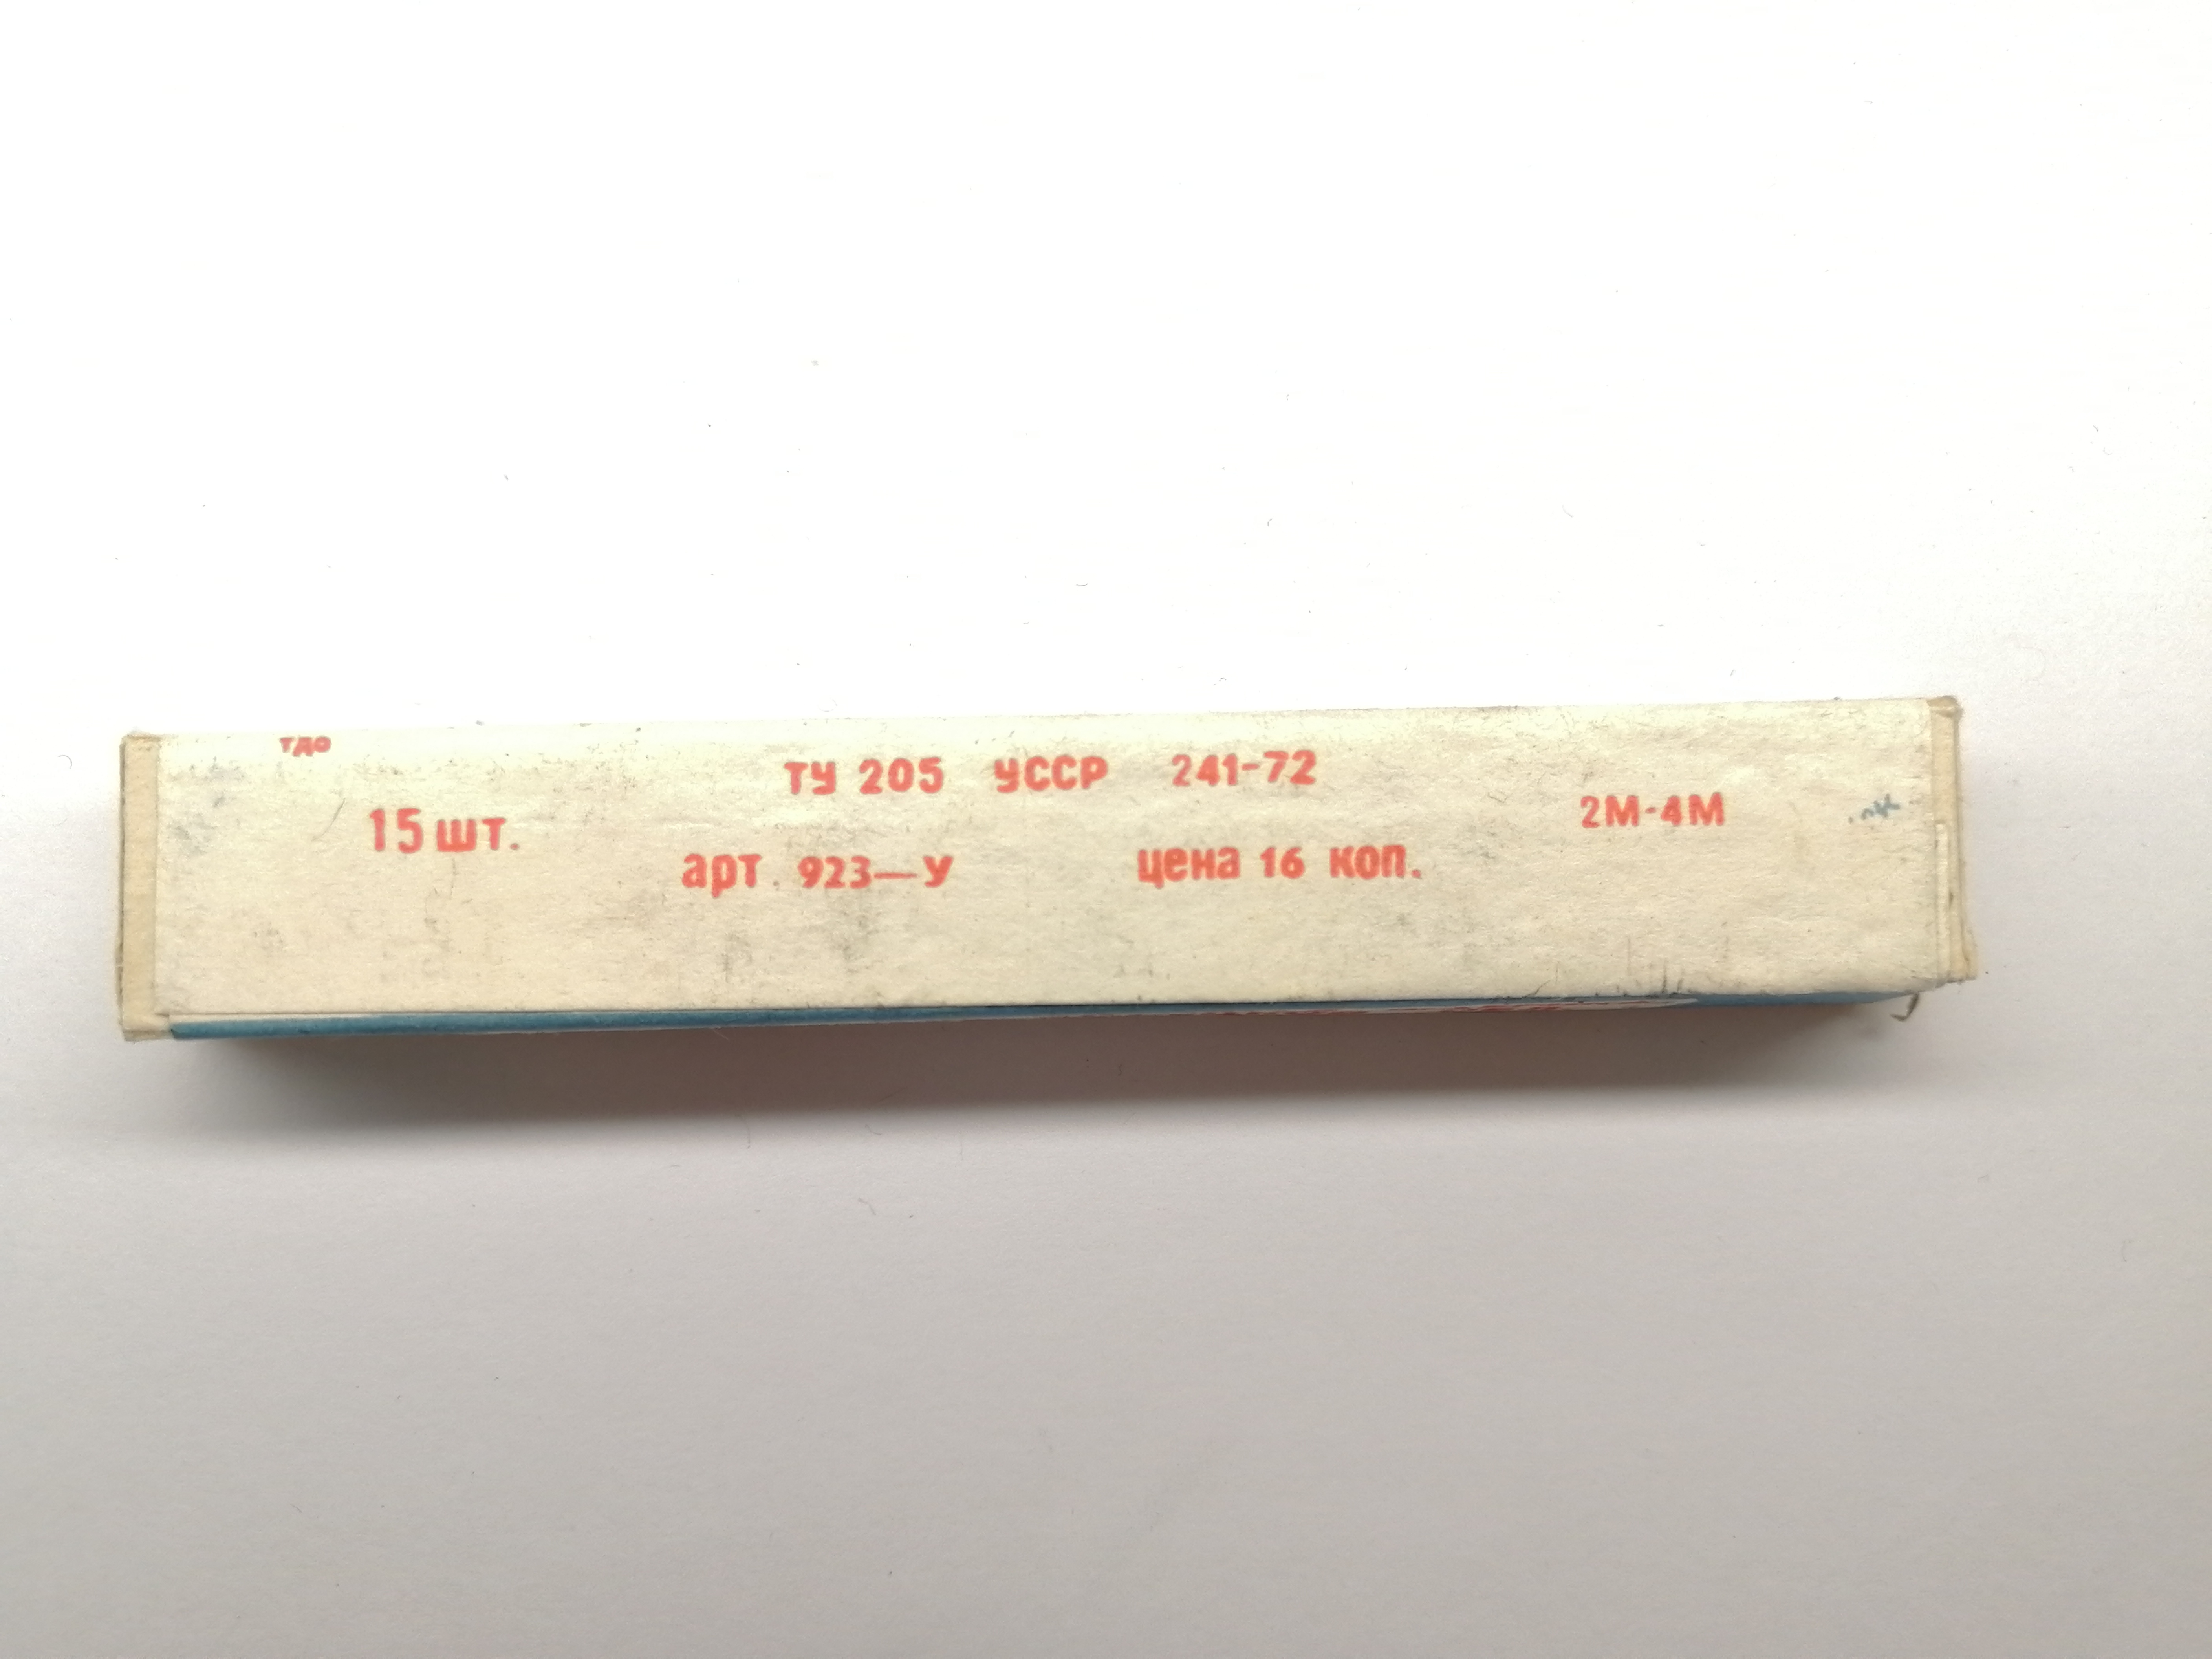 тдо
ТУ 205 УССР 241-72
15 шт. 2М-4М
арт. 923—У цена 16 коп.